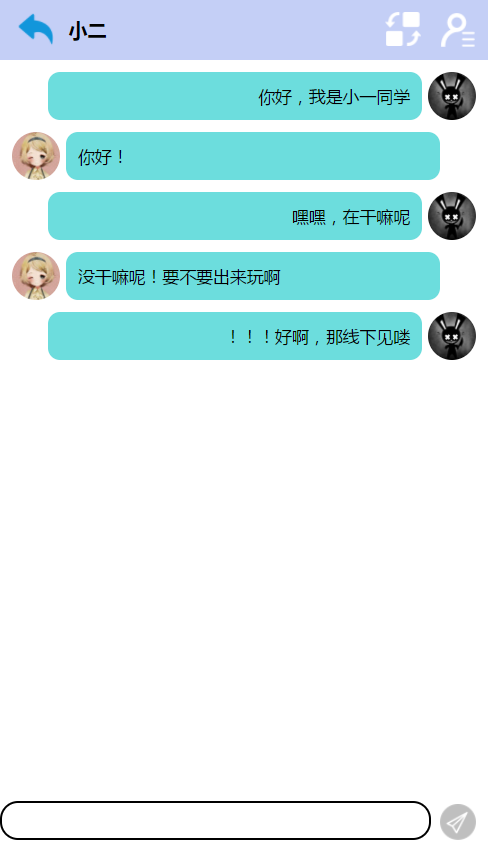 小二
你好，我是小一同学
你好！
嘿嘿，在干嘛呢
没干嘛呢！要不要出来玩啊
！！！好啊，那线下见喽